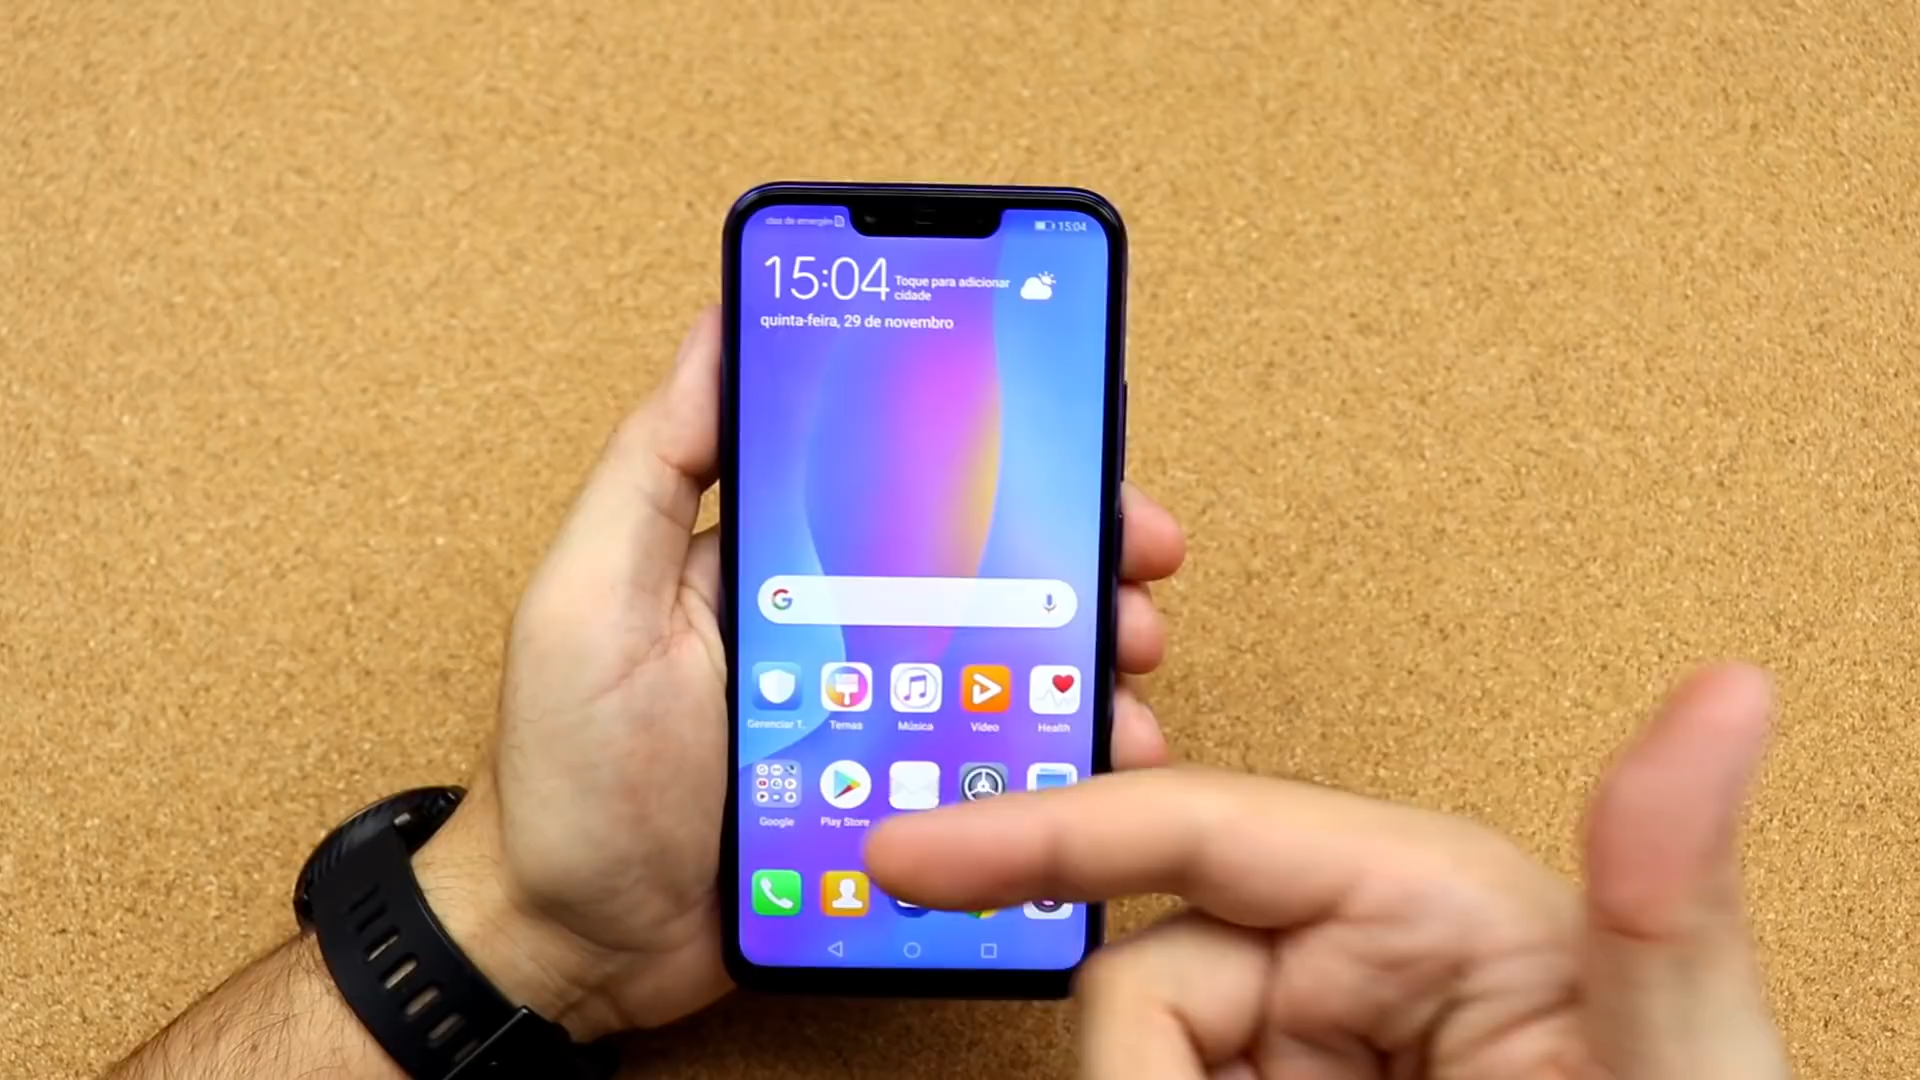 15:04
15:04
Toque para adicionar
cidade
quinta-feira, 29 de novembro
G
Gerenciar T..
Temas
Música
Vídeo
Health
Google
Play Store